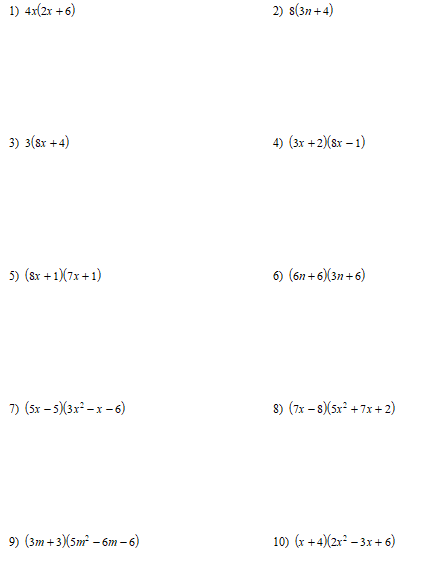 1) 4x(2x + 6)
2) 8(3n + 4)
3) 3(8x + 4)
4) (3x + 2)(8x − 1)
5) (8x + 1)(7x + 1)
6) (6n + 6)(3n + 6)
7) (5x − 5)(3x² − x − 6)
8) (7x − 8)(5x² + 7x + 2)
9) (3m + 3)(5m² − 6m − 6)
10) (x + 4)(2x² − 3x + 6)